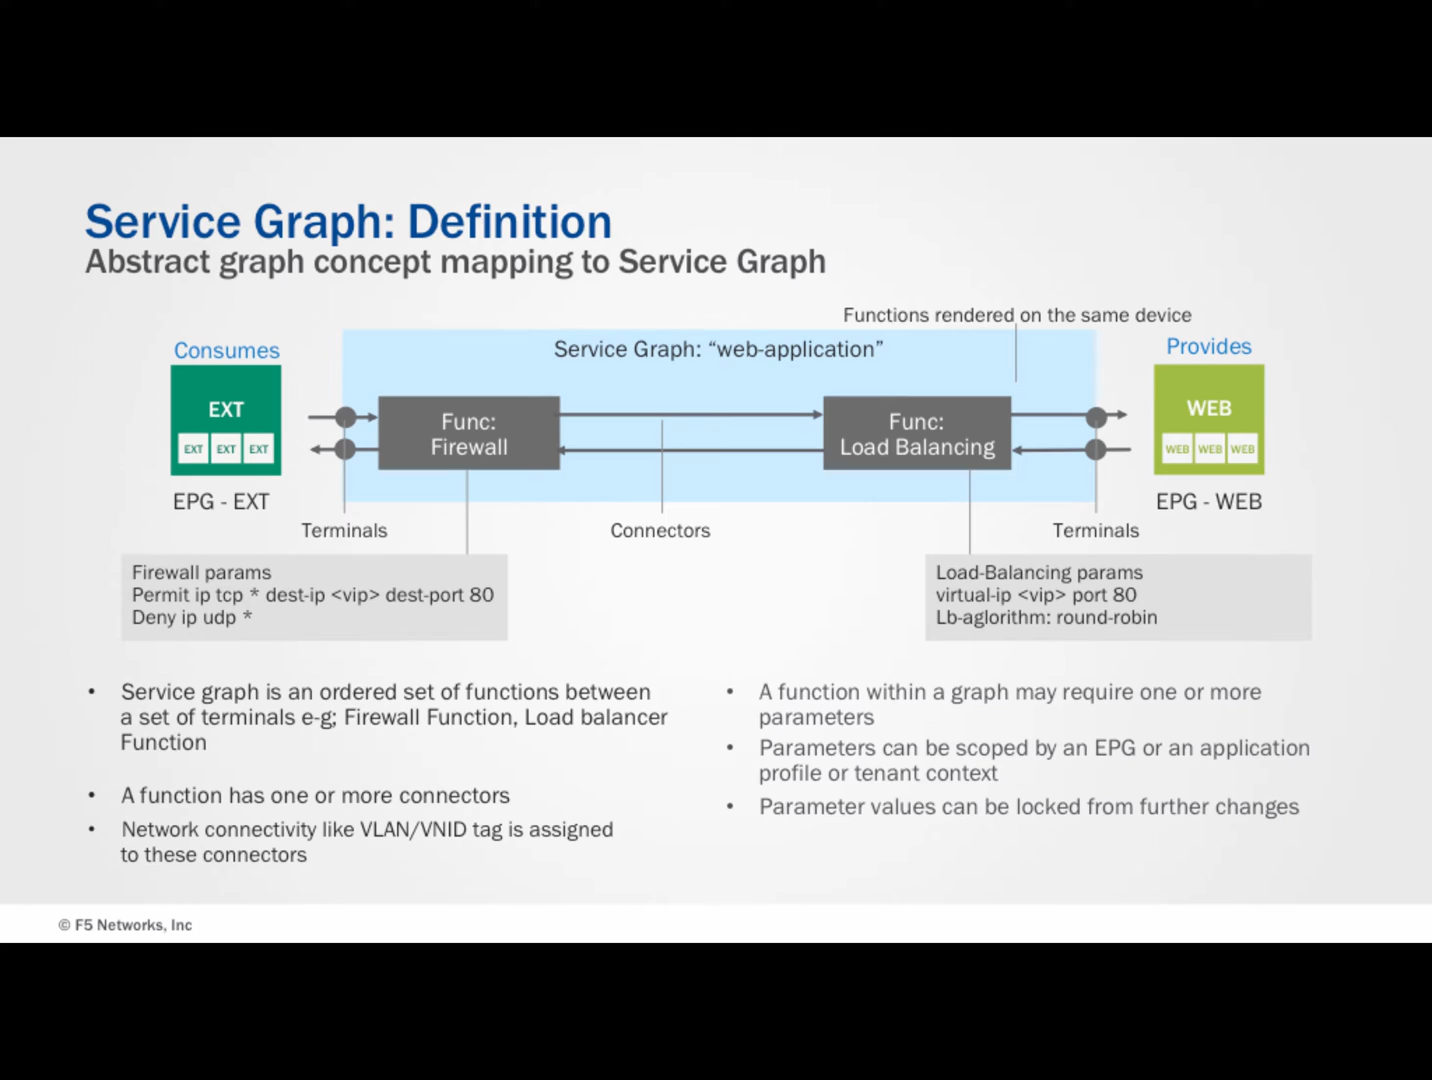 Service Graph: Definition
Abstract graph concept mapping to Service Graph
Functions rendered on the same device
Consumes
Service Graph: “web-application”
Provides
EXT
EXT EXT EXT
EPG - EXT
Func:
Firewall
Func:
Load Balancing
WEB
WEB WEB WEB
EPG - WEB
Terminals
Connectors
Terminals
Firewall params
Permit ip tcp * dest-ip <vip> dest-port 80
Deny ip udp *
Load-Balancing params
virtual-ip <vip> port 80
Lb-aglorithm: round-robin
• Service graph is an ordered set of functions between
a set of terminals e-g; Firewall Function, Load balancer
Function
• A function has one or more connectors
• Network connectivity like VLAN/VNID tag is assigned
to these connectors
• A function within a graph may require one or more
parameters
• Parameters can be scoped by an EPG or an application
profile or tenant context
• Parameter values can be locked from further changes
© F5 Networks, Inc